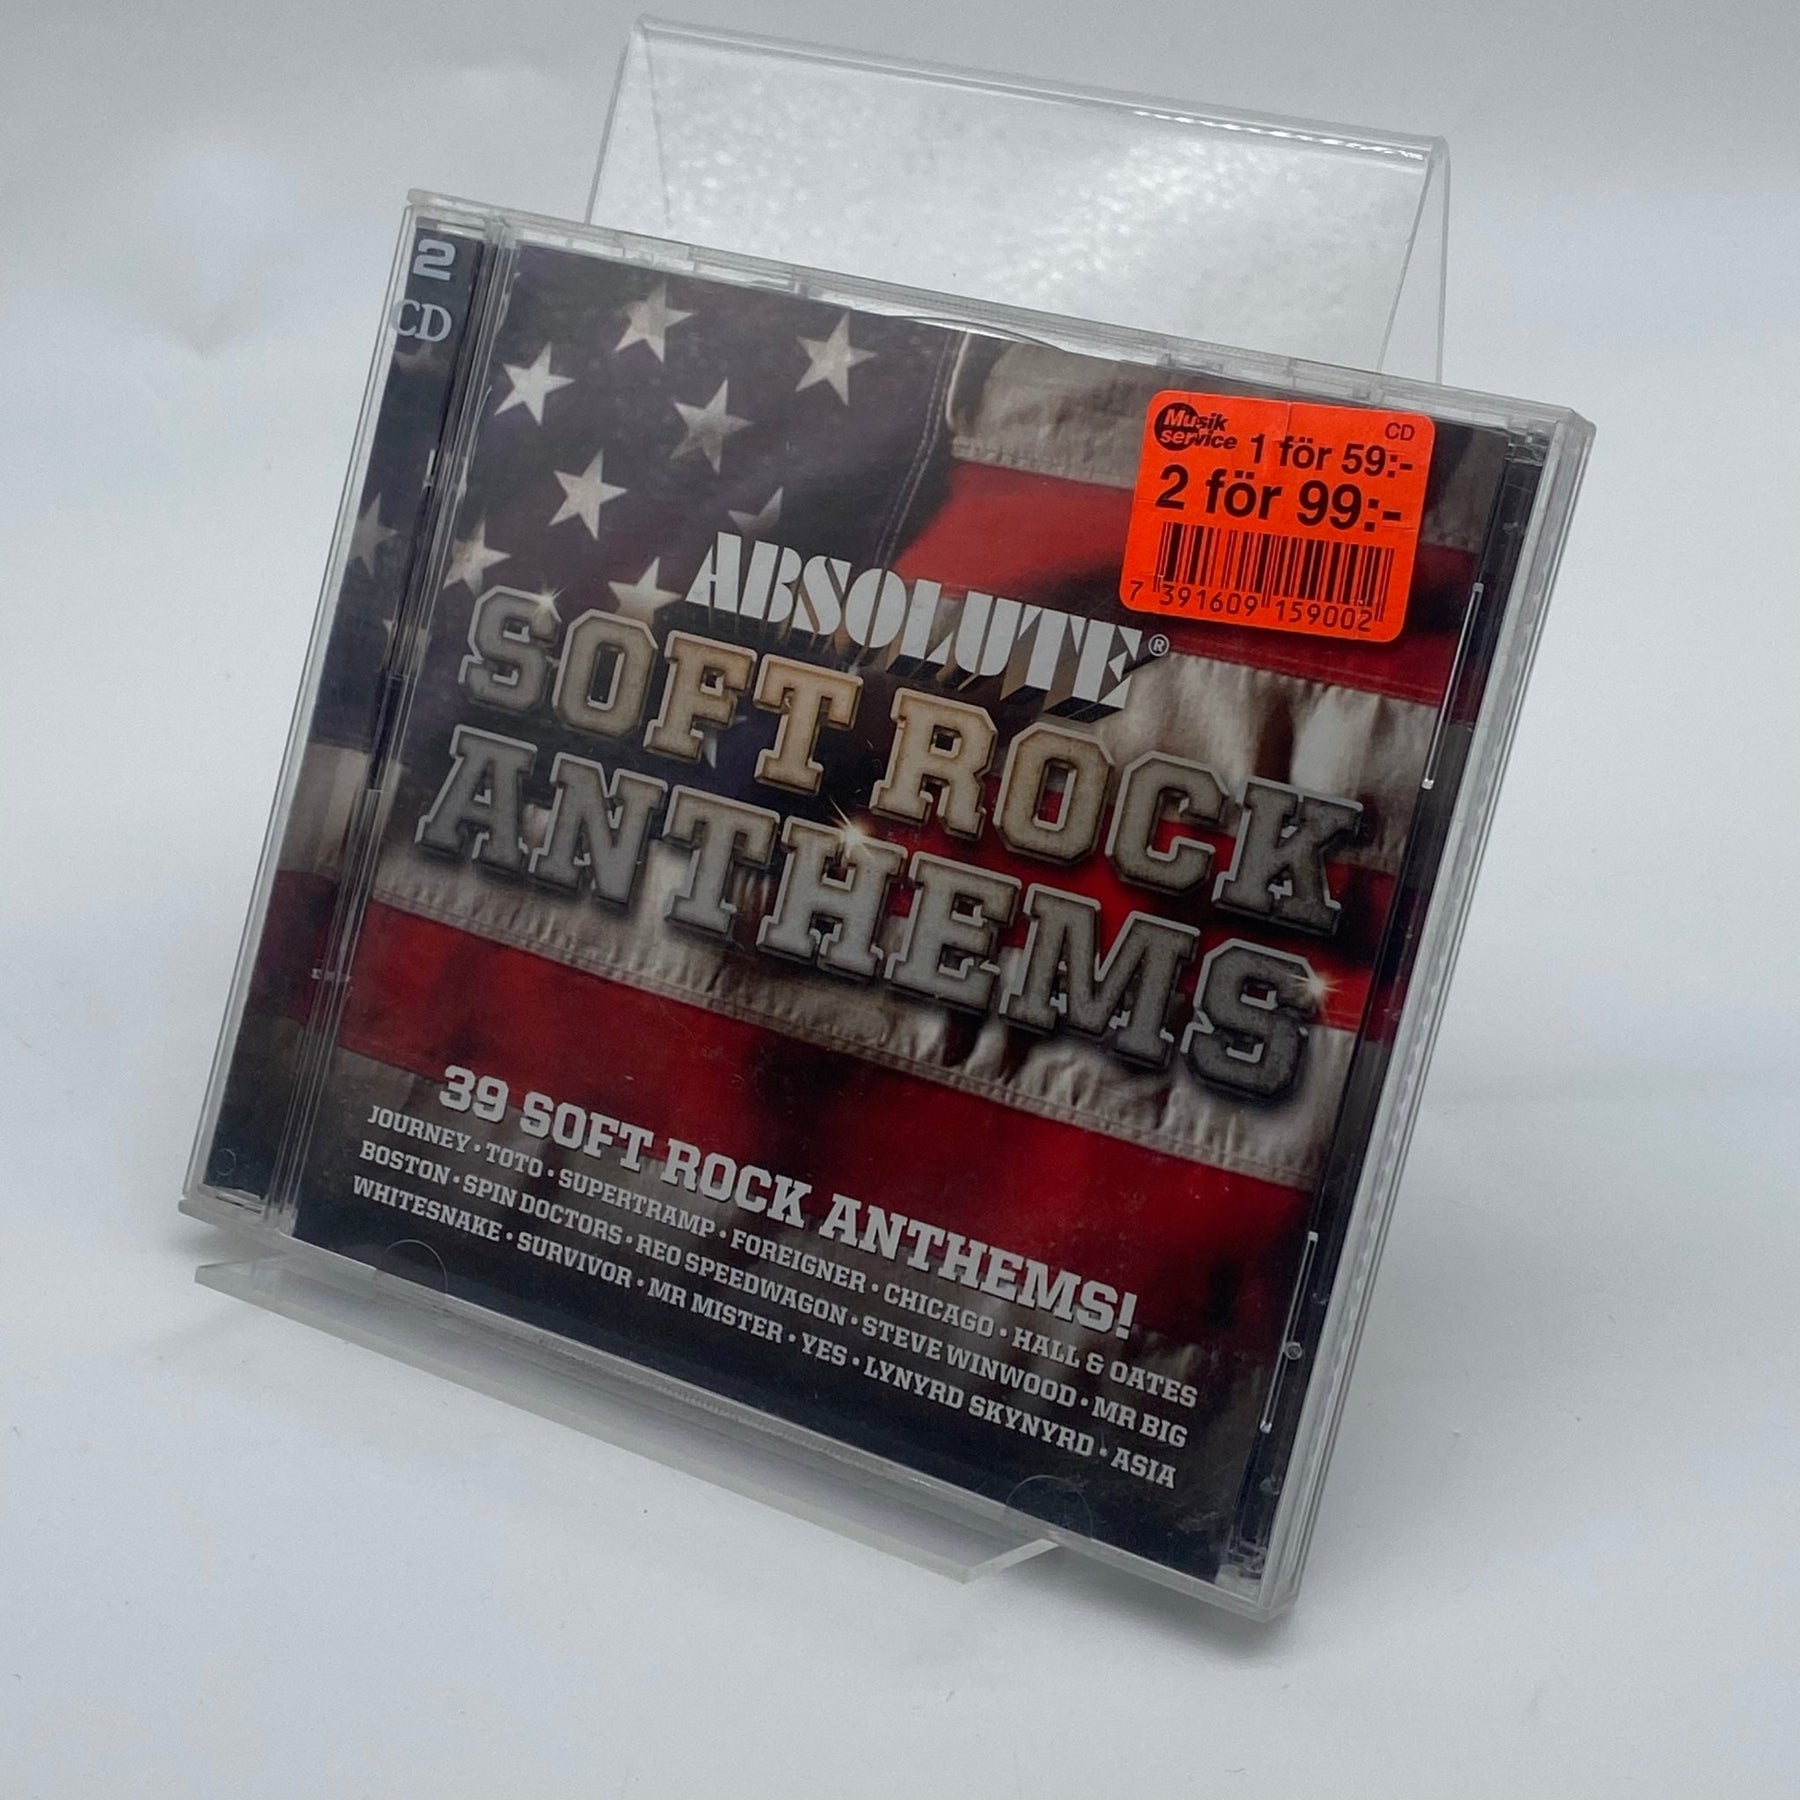 2
CD
Musik
service
CD
1 för 59:-
2 för 99:-
7 391609 159002
ABSOLUTE®
SOFT ROCK
ANTHEMS
39 SOFT ROCK ANTHEMS!
JOURNEY • TOTO • SUPERTRAMP • FOREIGNER • CHICAGO • HALL & OATES
BOSTON • SPIN DOCTORS • REO SPEEDWAGON • STEVE WINWOOD • MR BIG
WHITESNAKE • SURVIVOR • MR MISTER • YES • LYNYRD SKYNYRD • ASIA